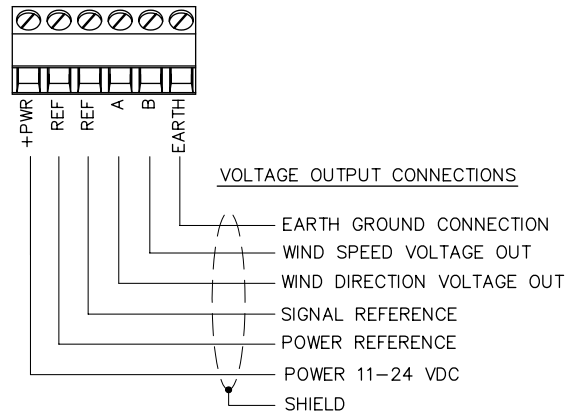 +PWR
REF
REF
A
B
EARTH
VOLTAGE OUTPUT CONNECTIONS
EARTH GROUND CONNECTION
WIND SPEED VOLTAGE OUT
WIND DIRECTION VOLTAGE OUT
SIGNAL REFERENCE
POWER REFERENCE
POWER 11-24 VDC
SHIELD